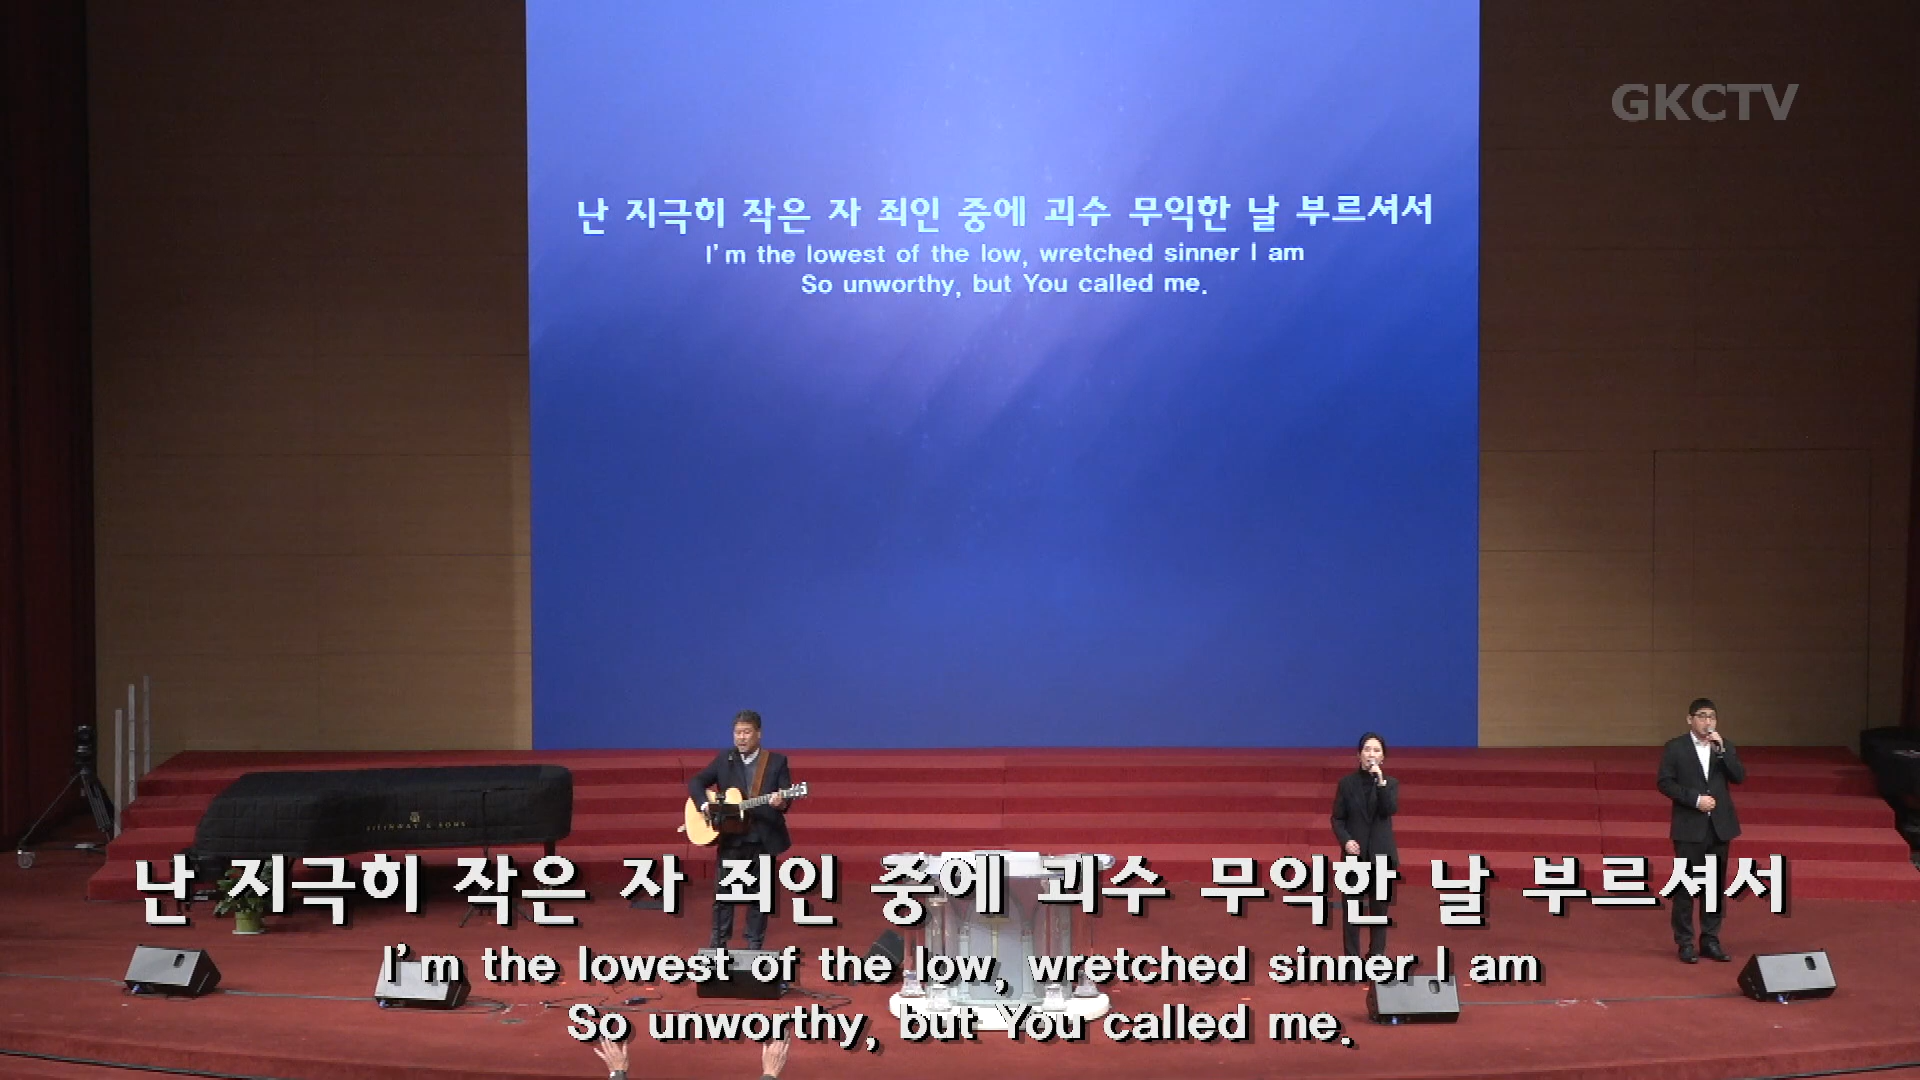 GKCTV
난 지극히 작은 자 죄인 중에 괴수 무익한 날 부르셔서
I'm the lowest of the low, wretched sinner I am
So unworthy, but You called me.
STEINWAY & SONS
난 지극히 작은 자 죄인 중에 괴수 무익한 날 부르셔서
I'm the lowest of the low, wretched sinner I am
So unworthy, but You called me.